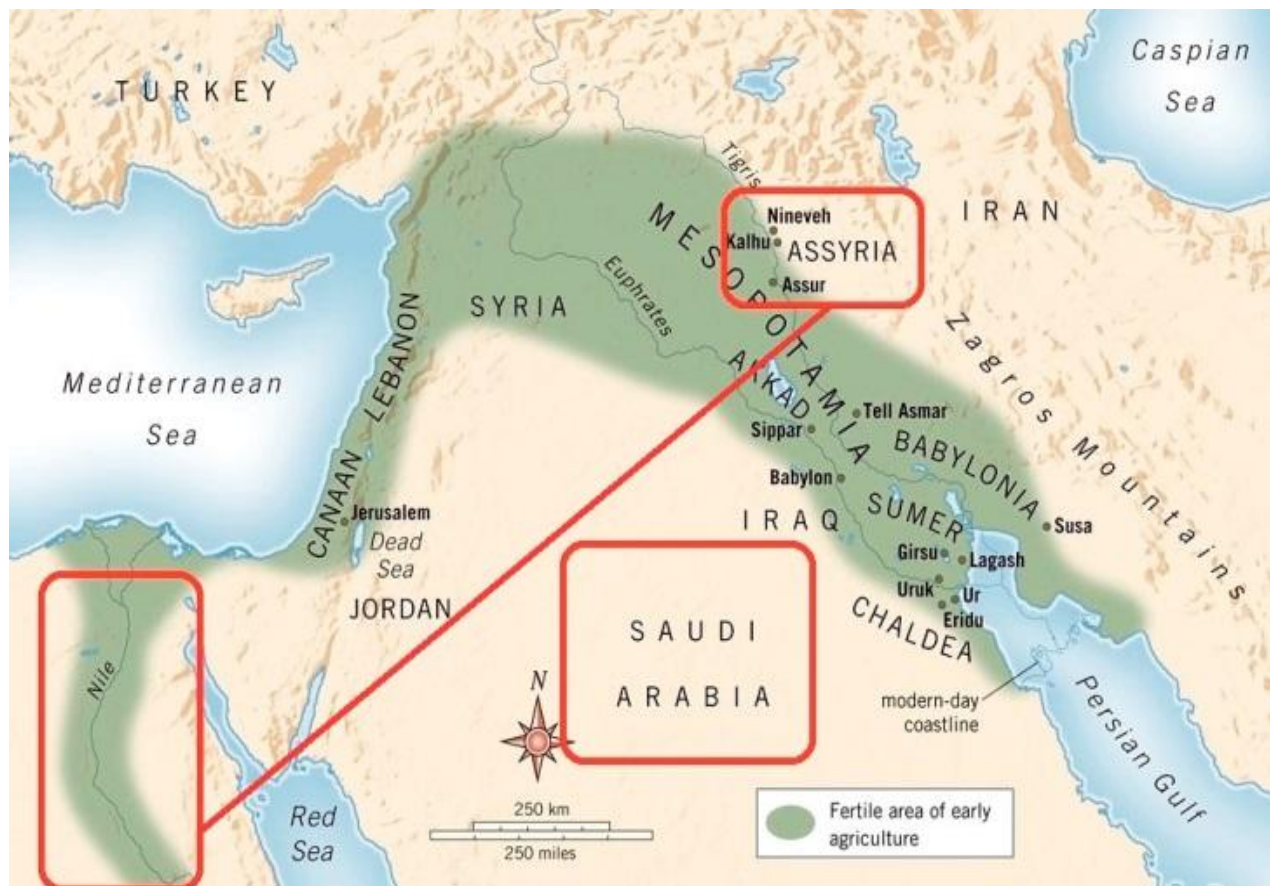 Caspian
Sea
TURKEY
Tigris
Nineveh
Kalhu
ASSYRIA
Assur
IRAN
MESOPOTAMIA
Euphrates
SYRIA
LEBANON
Mediterranean
Sea
Zagros Mountains
AKKAD
Tell Asmar
Sippar
BABYLONIA
Babylon
CANAAN
Jerusalem
Dead
Sea
IRAQ
SUMER
Susa
Girsu
Lagash
Uruk
Ur
Eridu
JORDAN
CHALDEA
SAUDI
ARABIA
Nile
N
modern-day
coastline
Persian Gulf
Red
Sea
250 km
250 miles
Fertile area of early
agriculture